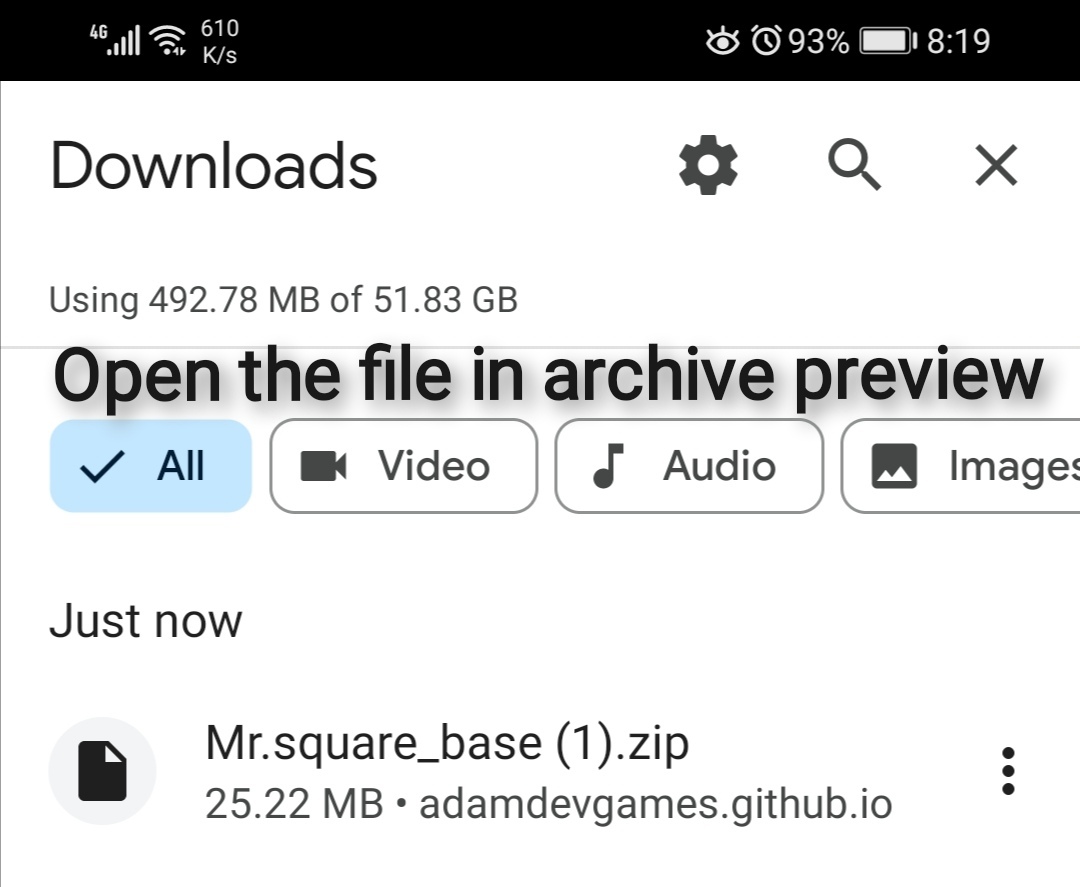 4G 610 K/s 93% 8:19
Downloads
Using 492.78 MB of 51.83 GB
Open the file in archive preview
All Video Audio Images
Just now
Mr.square_base (1).zip
25.22 MB • adamdevgames.github.io